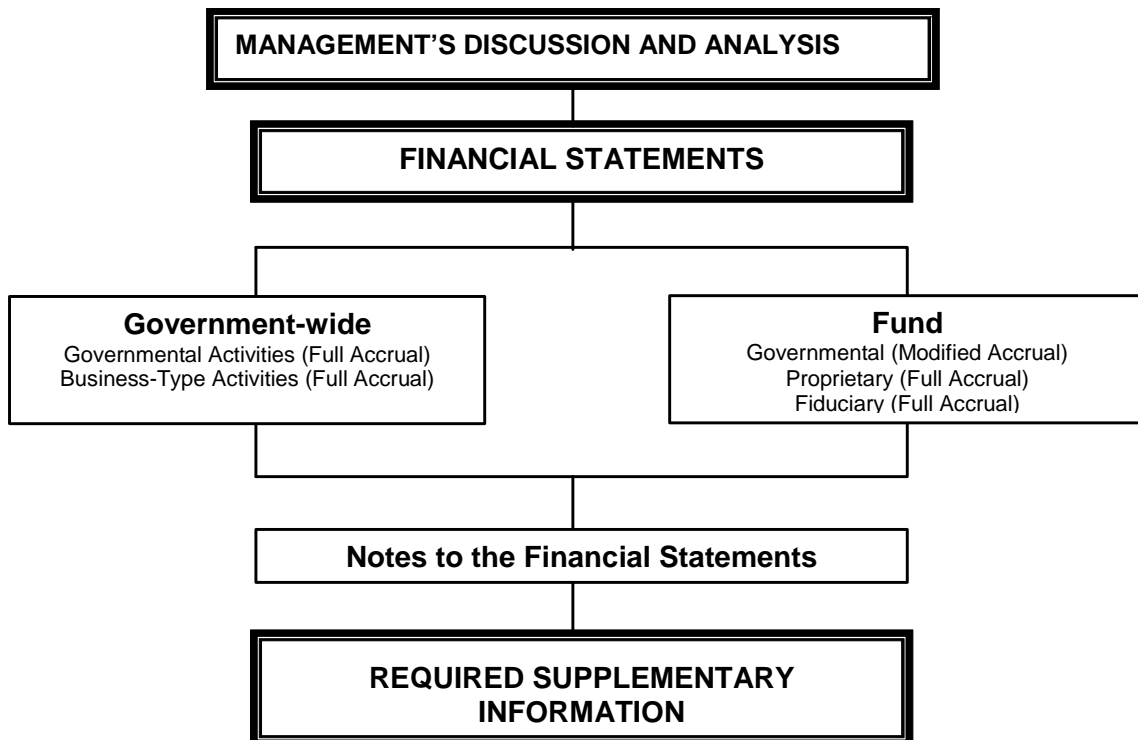 MANAGEMENT’S DISCUSSION AND ANALYSIS
FINANCIAL STATEMENTS
Government-wide
Governmental Activities (Full Accrual)
Business-Type Activities (Full Accrual)
Fund
Governmental (Modified Accrual)
Proprietary (Full Accrual)
Fiduciary (Full Accrual)
Notes to the Financial Statements
REQUIRED SUPPLEMENTARY
INFORMATION